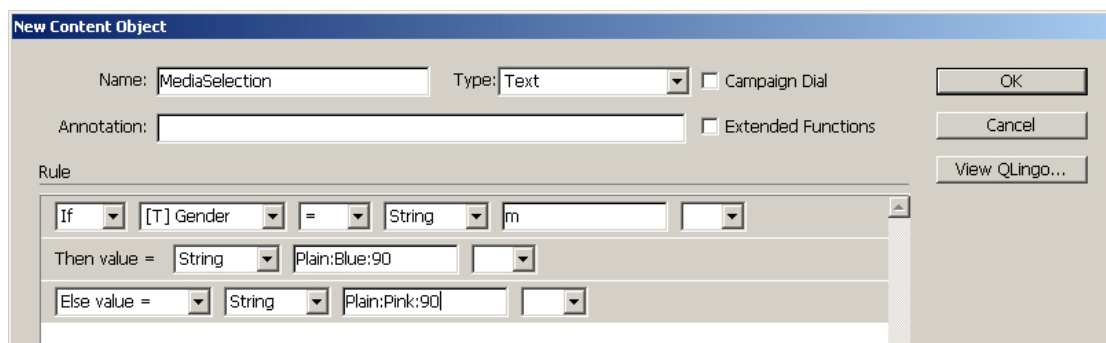 New Content Object
Name: MediaSelection Type: Text Campaign Dial OK
Annotation: Extended Functions Cancel
View QLingo...
Rule
If [T] Gender = String m
Then value = String Plain:Blue:90
Else value = String Plain:Pink:90